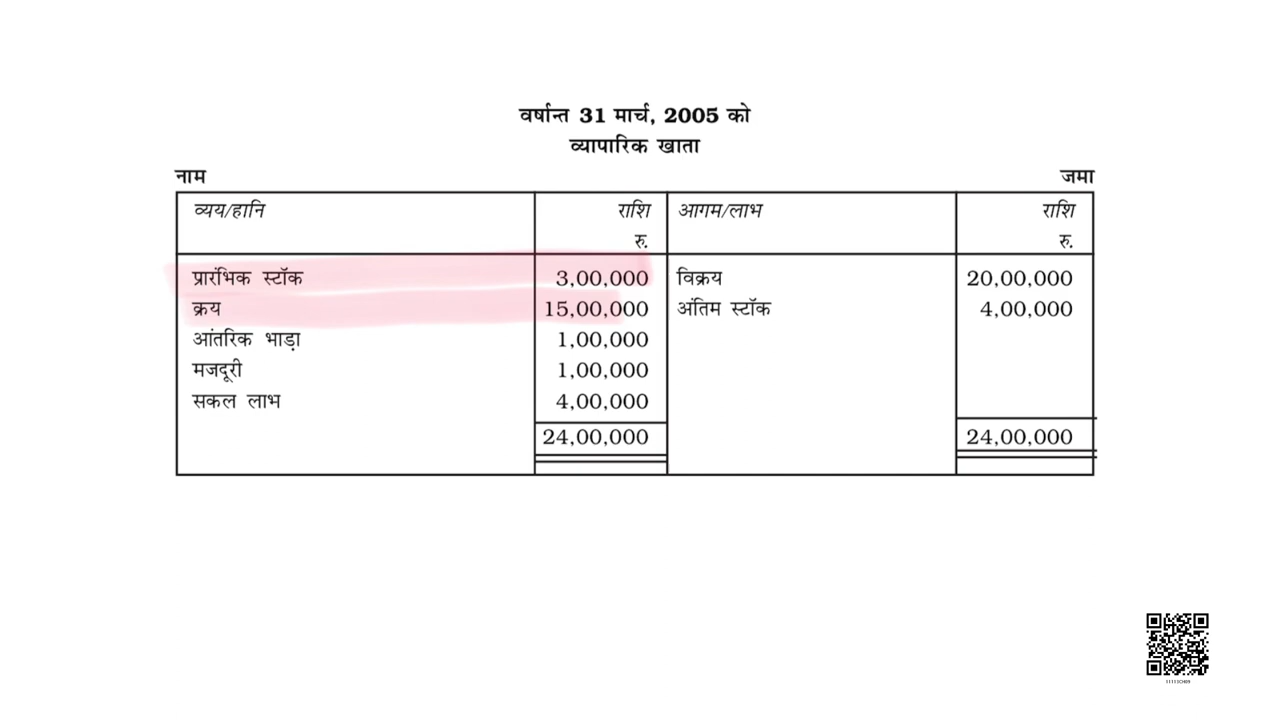 वर्षान्त 31 मार्च, 2005 को
व्यापारिक खाता
नाम जमा
व्यय/हानि राशि आगम/लाभ राशि
रु. रु.
प्रारंभिक स्टॉक 3,00,000 विक्रय 20,00,000
क्रय 15,00,000 अंतिम स्टॉक 4,00,000
आंतरिक भाड़ा 1,00,000
मजदूरी 1,00,000
सकल लाभ 4,00,000
24,00,000 24,00,000